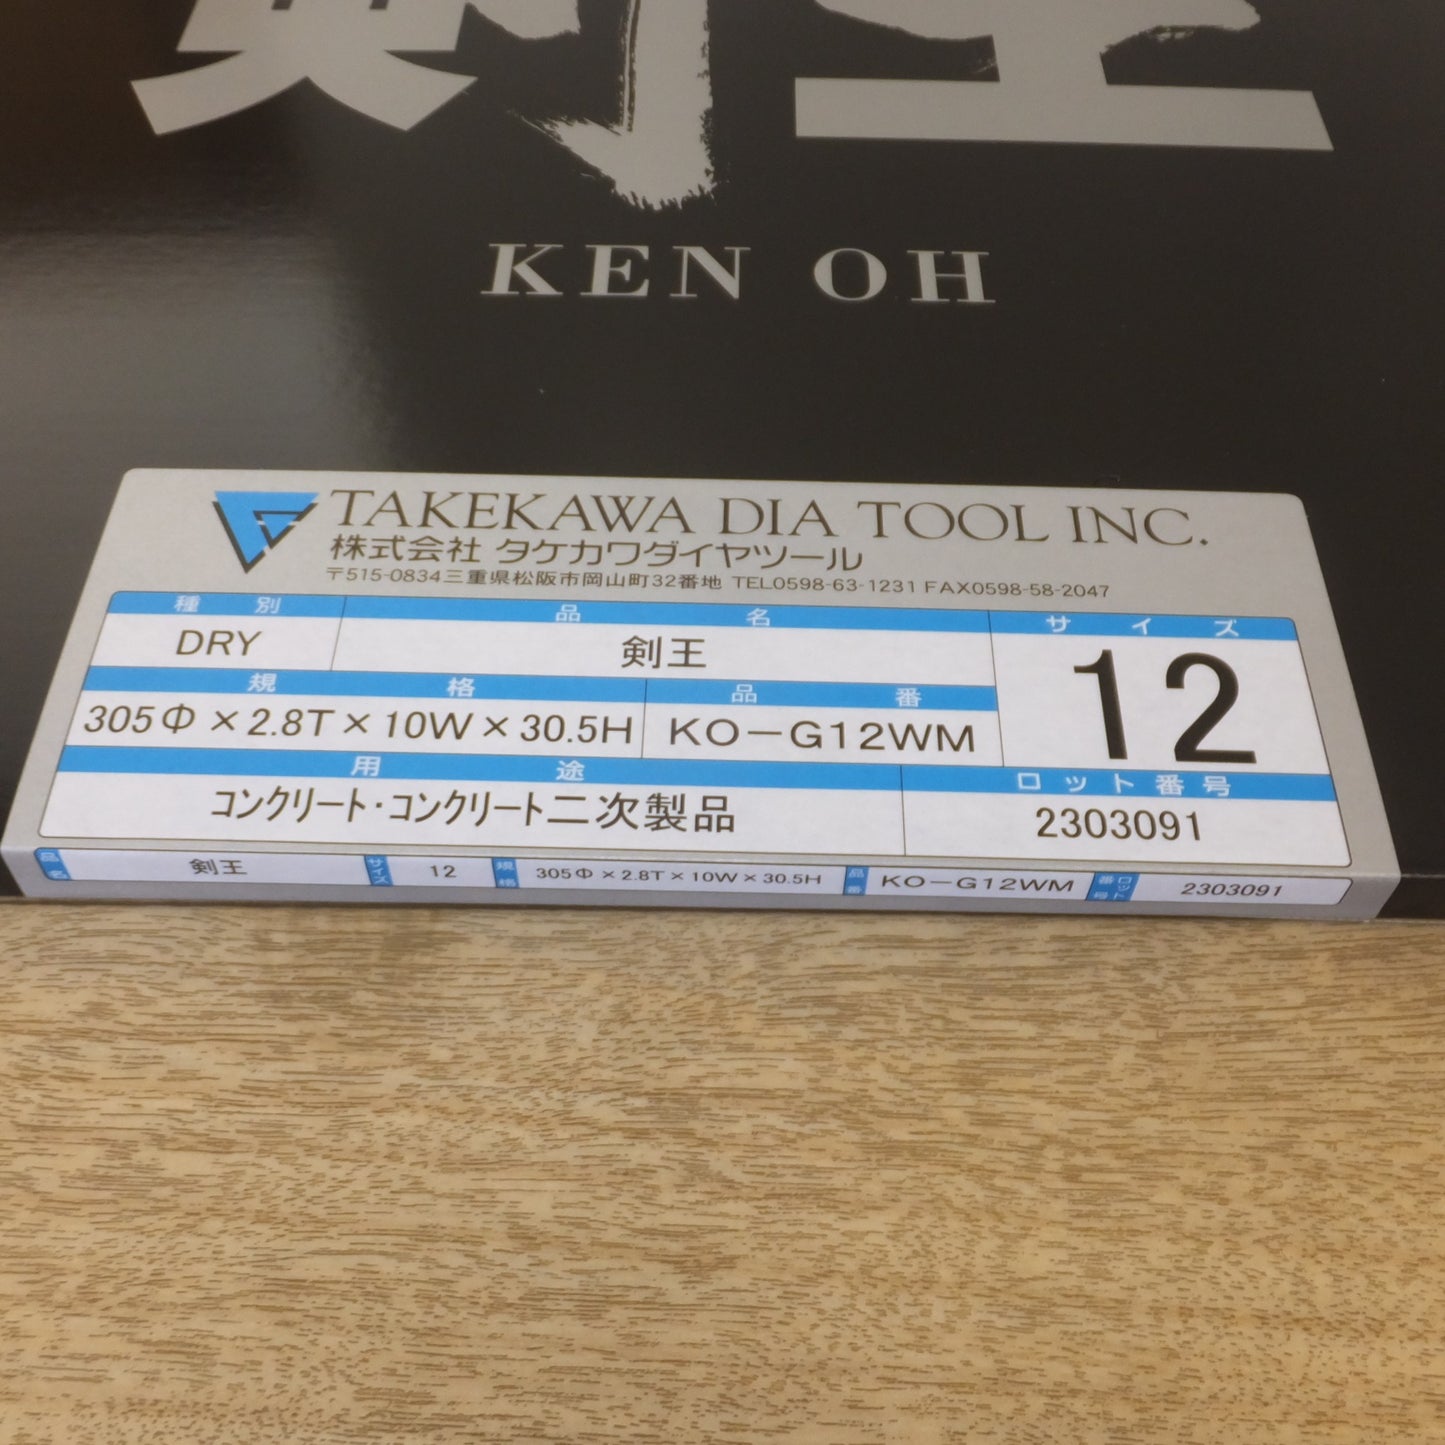 剣王
KEN OH
TAKEKAWA DIA TOOL INC.
株式会社 タケカワダイヤツール
〒515-0834三重県松阪市岡山町32番地 TEL0598-63-1231 FAX0598-58-2047
種別 品名 サイズ
DRY 剣王 12
規格 品番
305Φ×2.8T×10W×30.5H KO-G12WM
用途 ロット番号
コンクリート・コンクリート二次製品 2303091
品名 剣王 サイズ 12 規格 305Φ×2.8T×10W×30.5H 品番 KO-G12WM ロット番号 2303091